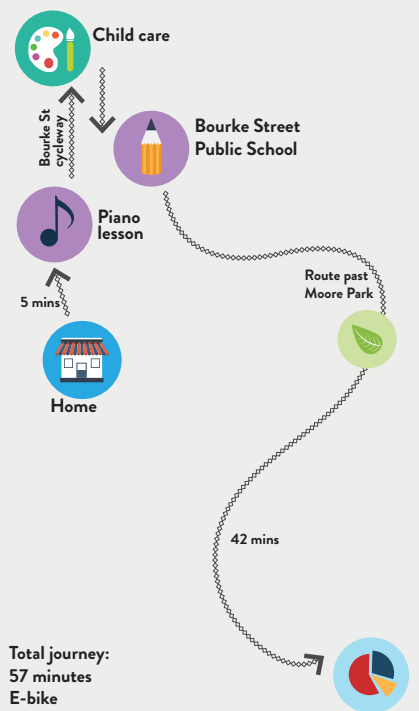 Child care
Bourke St
cycleway
Bourke Street
Public School
Piano
lesson
5 mins
Home
Route past
Moore Park
42 mins
Total journey:
57 minutes
E-bike